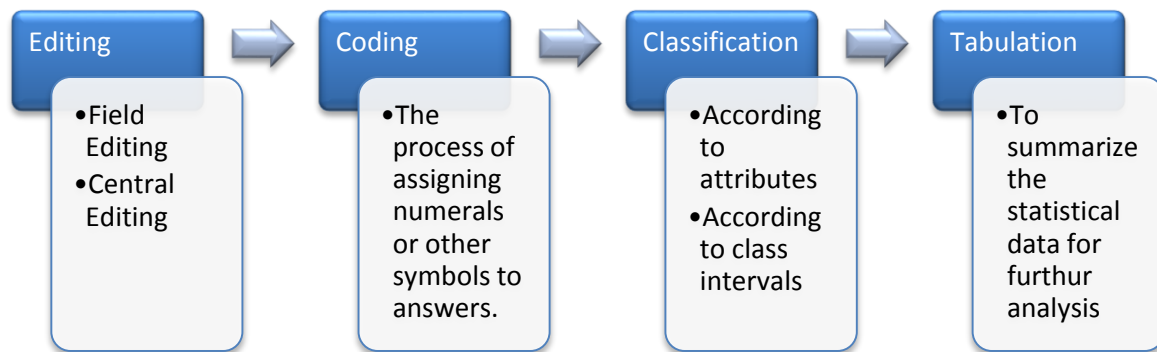 Editing
•Field
Editing
•Central
Editing
Coding
•The
process of
assigning
numerals
or other
symbols to
answers.
Classification
•According
to
attributes
•According
to class
intervals
Tabulation
•To
summarize
the
statistical
data for
furthur
analysis